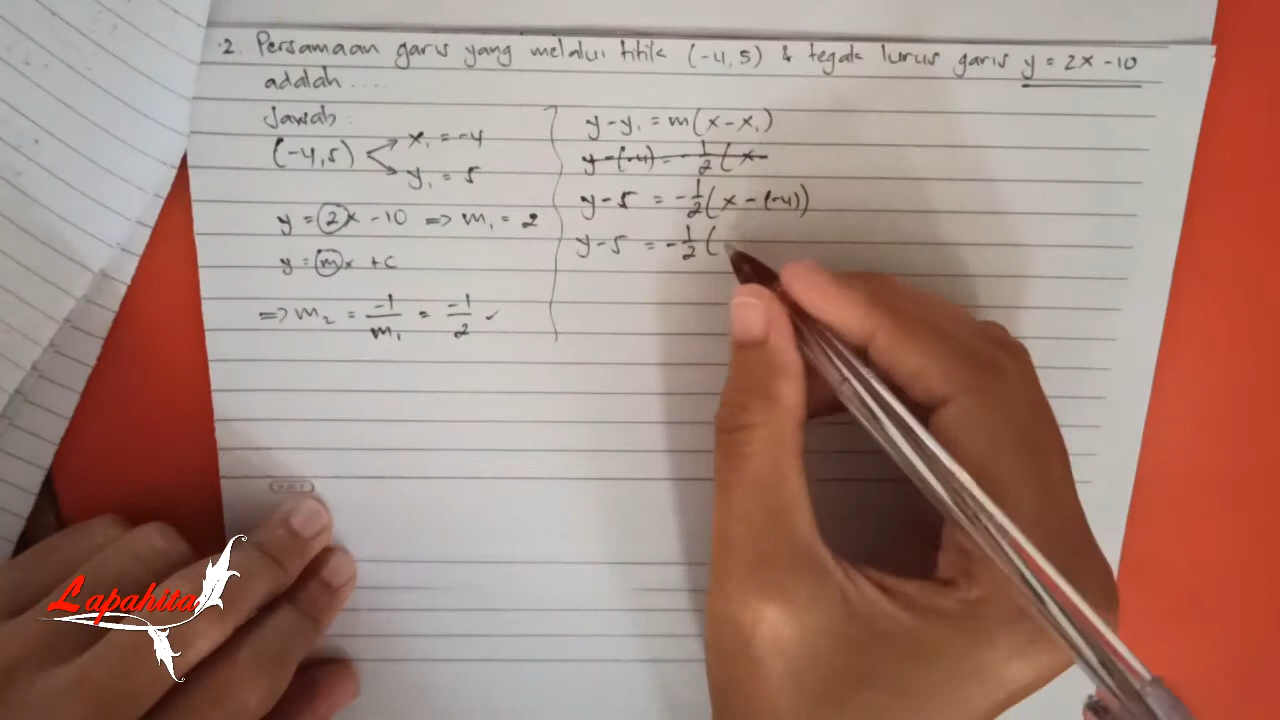 2. Persamaan garis yang melalui titik (-4, 5) & tegak lurus garis y = 2x - 10
adalah....
Jawab:
(-4,5) x₁ = -4
y₁ = 5
y = 2x - 10 => m₁ = 2
y = mx + c
=> m₂ = -1/m₁ = -1/2 ✓
y - y₁ = m(x - x₁)
y - (-4) = -1/2 (x
y - 5 = -1/2 (x - (-4))
y - 5 = -1/2 (
Lapahita